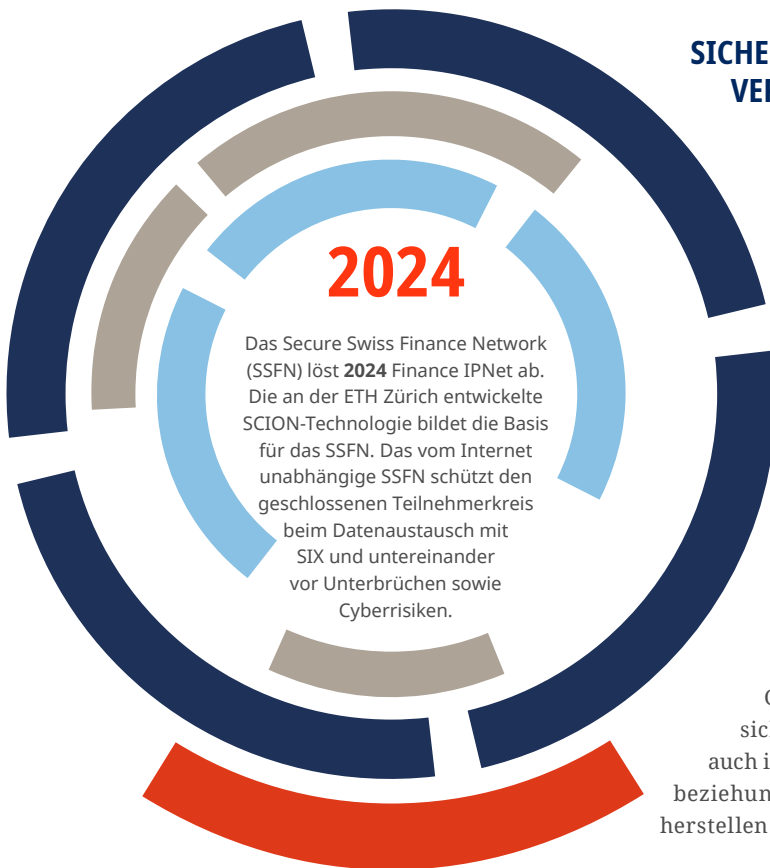 2024
Das Secure Swiss Finance Network
(SSFN) löst 2024 Finance IPNet ab.
Die an der ETH Zürich entwickelte
SCION-Technologie bildet die Basis
für das SSFN. Das vom Internet
unabhängige SSFN schützt den
geschlossenen Teilnehmerkreis
beim Datenaustausch mit
SIX und untereinander
vor Unterbrüchen sowie
Cyberrisiken.
auch
herstellen